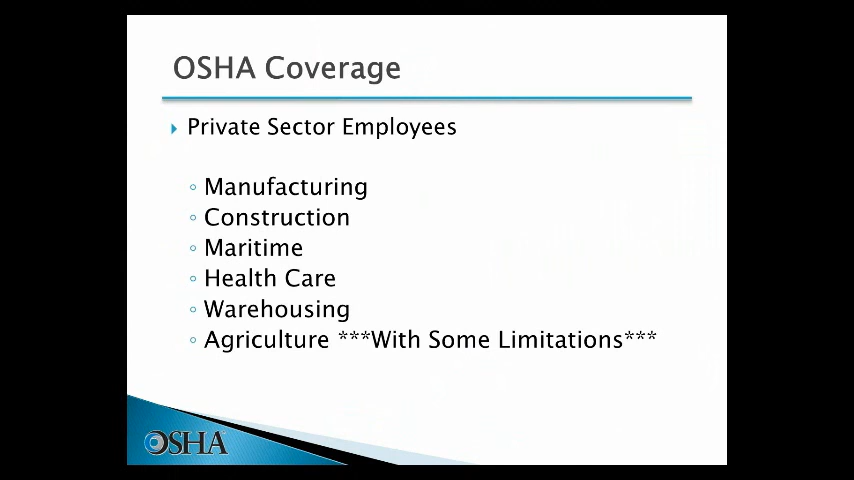 OSHA Coverage
Private Sector Employees
Manufacturing
Construction
Maritime
Health Care
Warehousing
Agriculture ***With Some Limitations***
OSHA